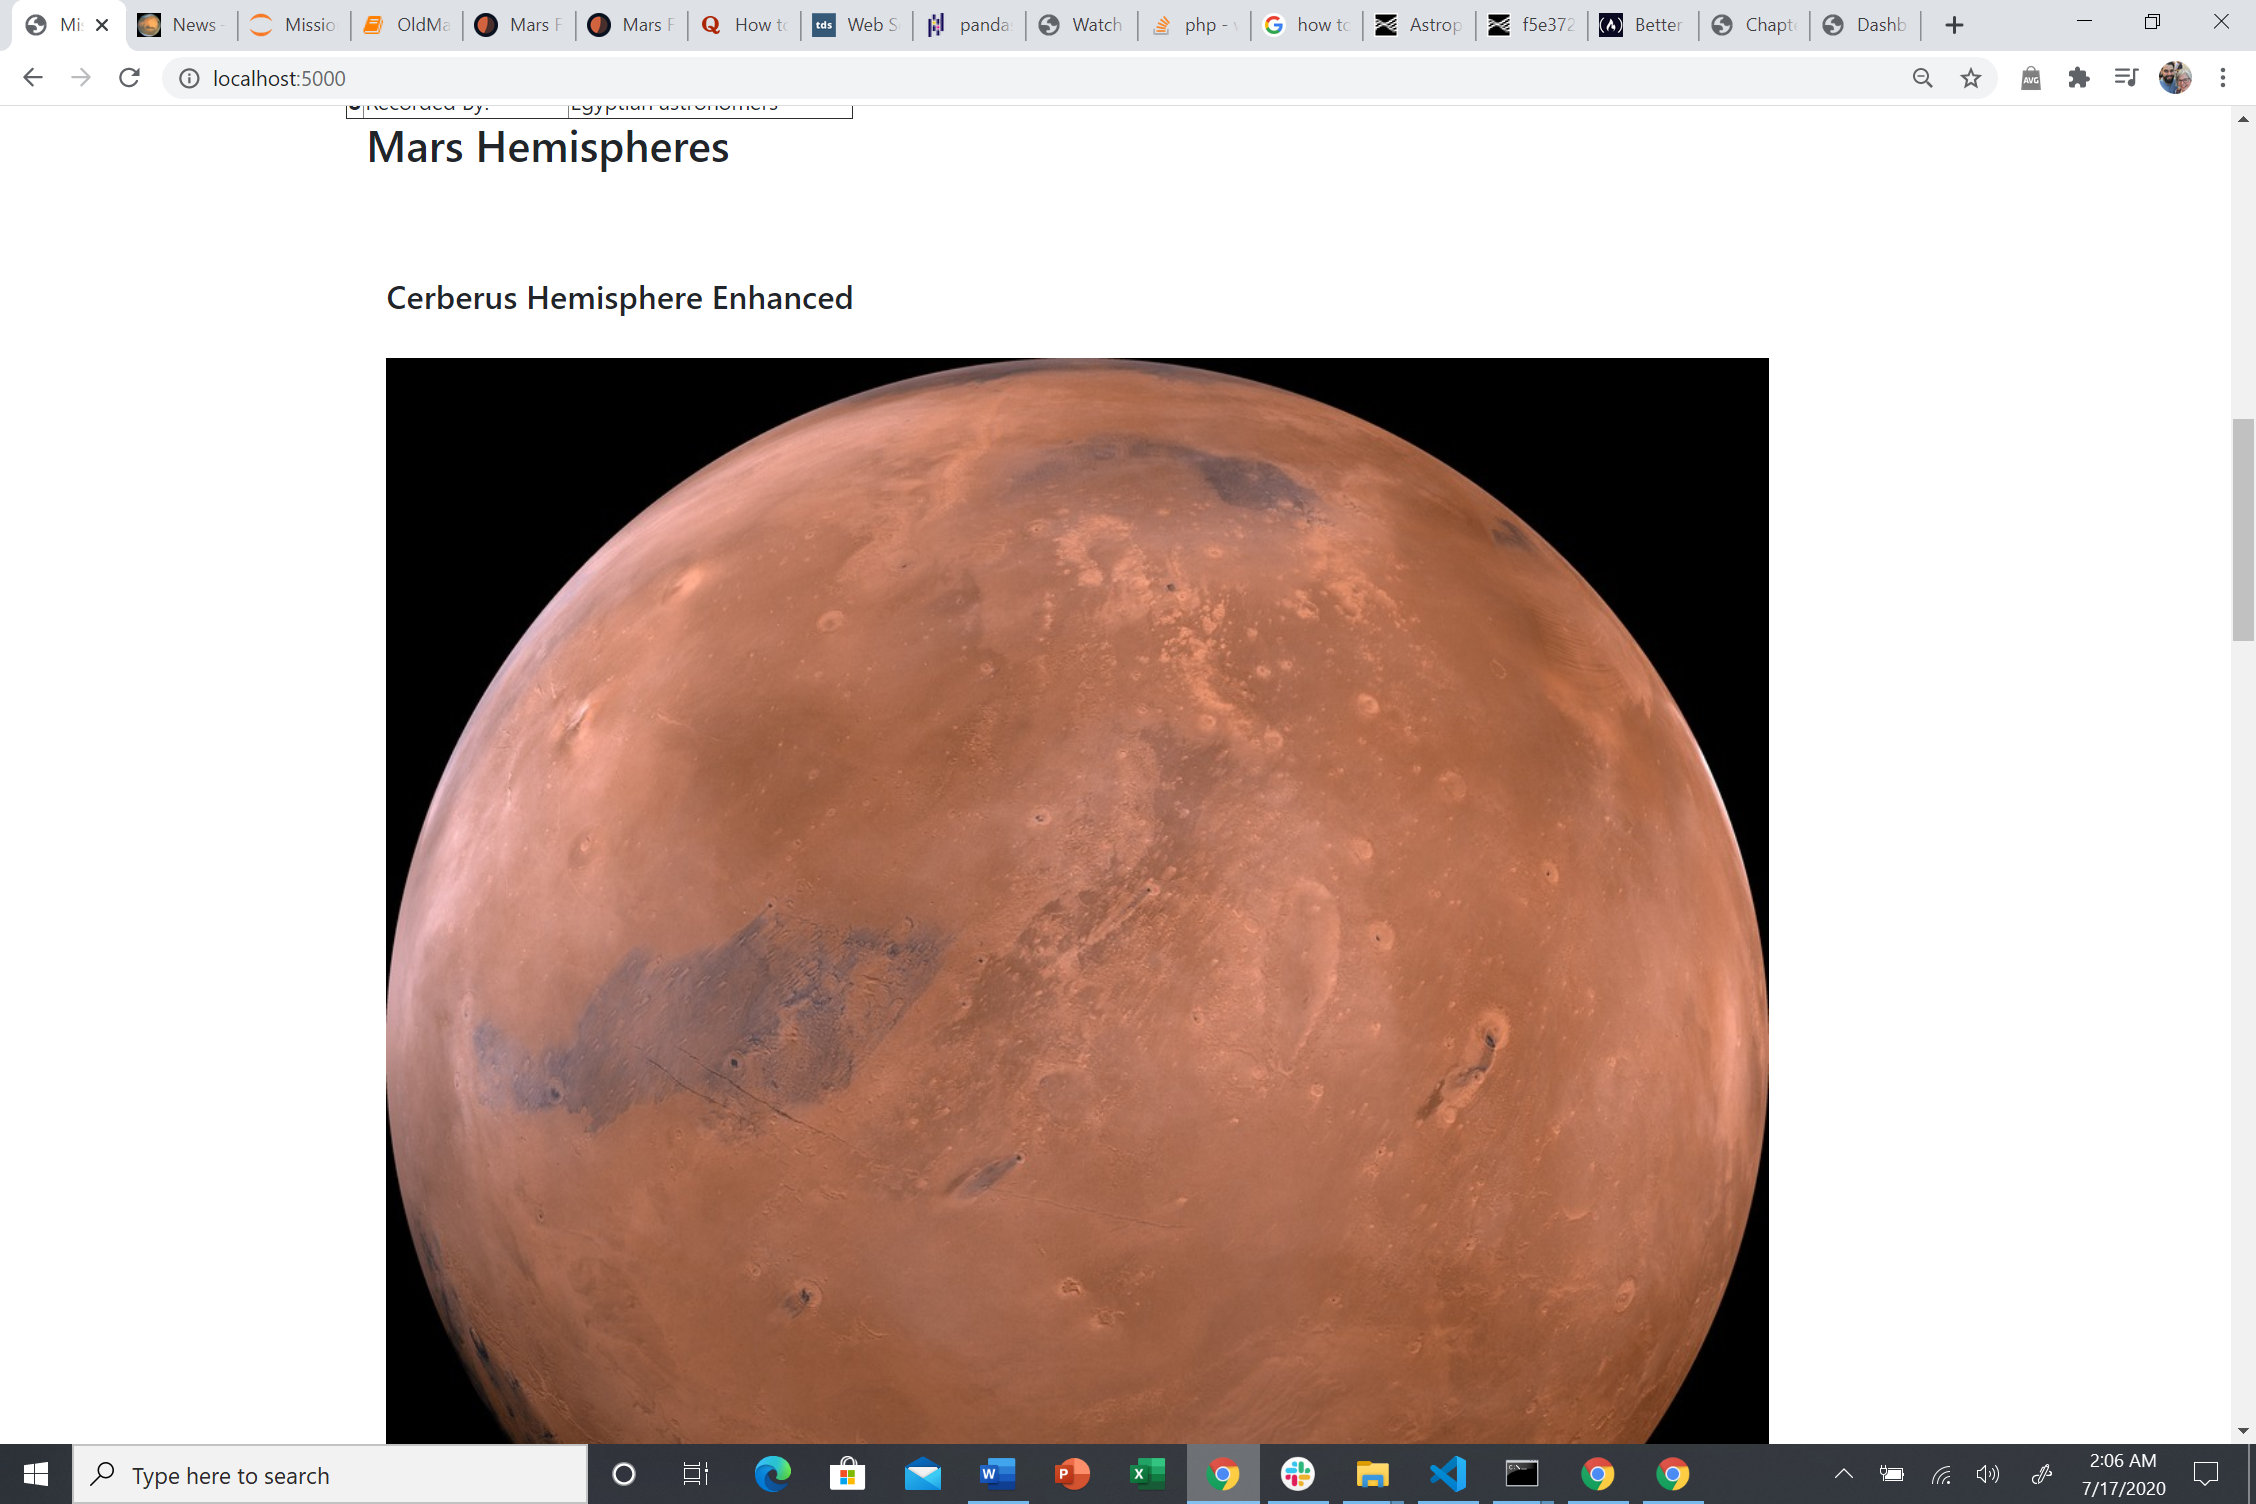 Mi
News
Missio
OldMa
Mars F
Mars F
How to
tds
Web S
panda
Watch
php -
how to
Astrop
f5e372
(A)
Better
Chapt
Dashb
localhost:5000
AVG
Recorded By:
Egyptian astronomers
Mars Hemispheres
Cerberus Hemisphere Enhanced
Type here to search
2:06 AM
7/17/2020